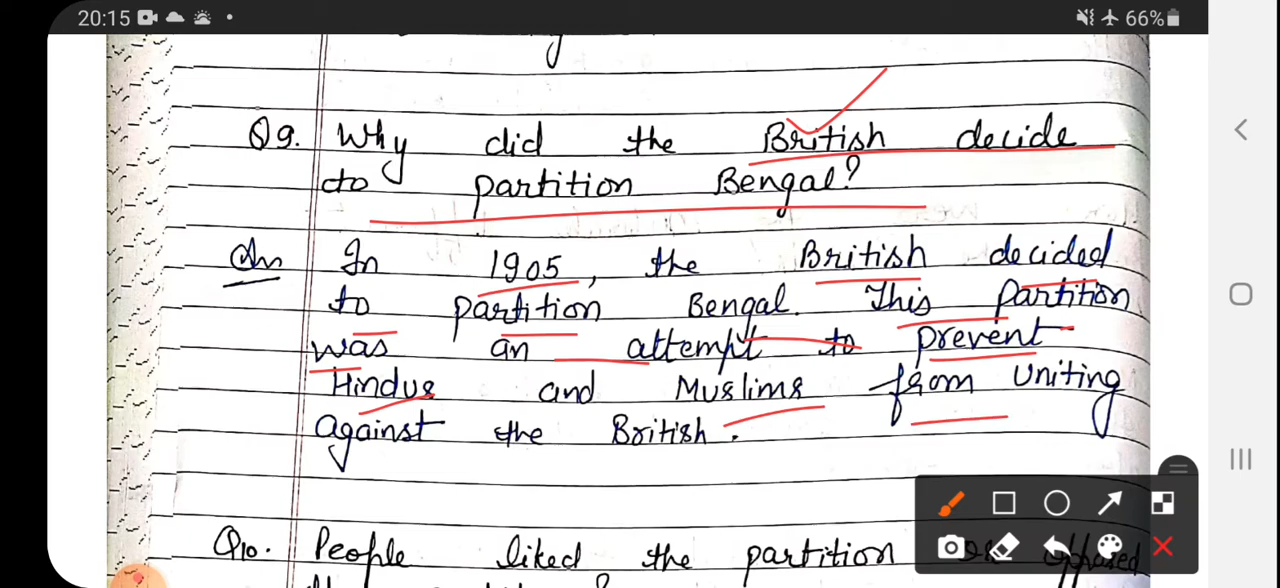 20:15
66%
Q9. Why did the British decide
to partition Bengal?
Ans In 1905, the British decided
to partition Bengal. This partition
was an attempt to prevent
Hindus and Muslims from uniting
against the British.
Q10. People liked the partition or opposed